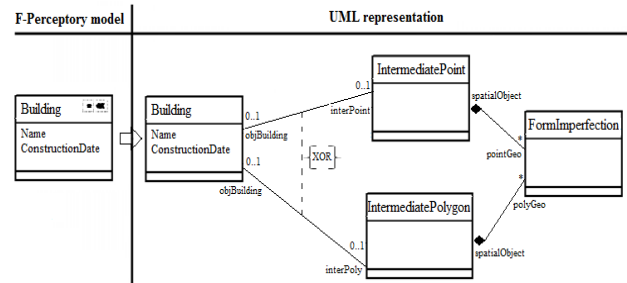 F-Perceptory model
UML representation
Building
Name
ConstructionDate
Building
Name
ConstructionDate
IntermediatePoint
0..1
interPoint
spatialObject
0..1
objBuilding
0..1
objBuilding
{XOR}
FormImperfection
*
pointGeo
*
polyGeo
IntermediatePolygon
0..1
interPoly
spatialObject